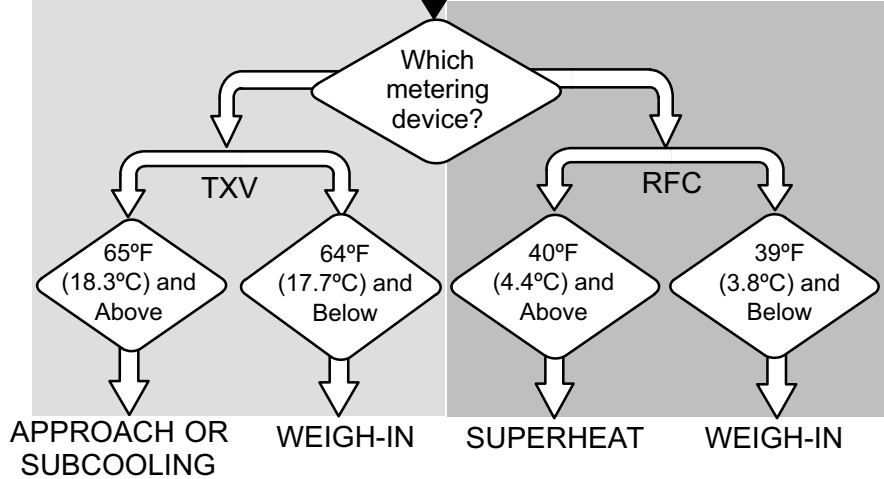 Which
metering
device?
TXV
RFC
65ºF
(18.3ºC) and
Above
64ºF
(17.7ºC) and
Below
40ºF
(4.4ºC) and
Above
39ºF
(3.8ºC) and
Below
APPROACH OR
SUBCOOLING
WEIGH-IN
SUPERHEAT
WEIGH-IN